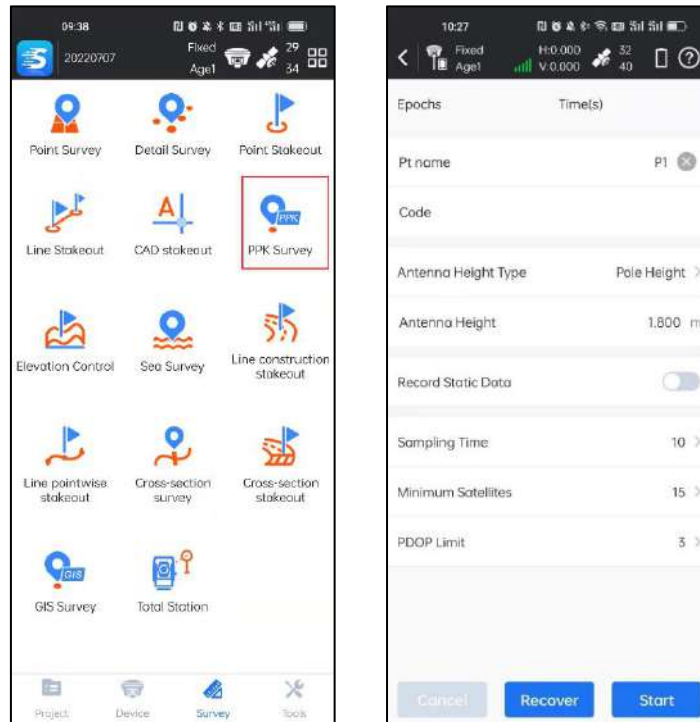 09:38
20220707
Fixed
Age1
29
34
Point Survey
Detail Survey
Point Stakeout
Line Stakeout
CAD stakeout
PPK
PPK Survey
Elevation Control
Sea Survey
Line construction
stakeout
Line pointwise
stakeout
Cross-section
survey
Cross-section
stakeout
GIS
GIS Survey
Total Station
Project
Device
Survey
Tools
10:27
Fixed
Age1
H:0.000
V:0.000
32
40
Epochs
Time(s)
Pt name
P1
Code
Antenna Height Type
Pole Height
Antenna Height
1.800 m
Record Static Data
Sampling Time
10
Minimum Satellites
15
PDOP Limit
3
Cancel
Recover
Start